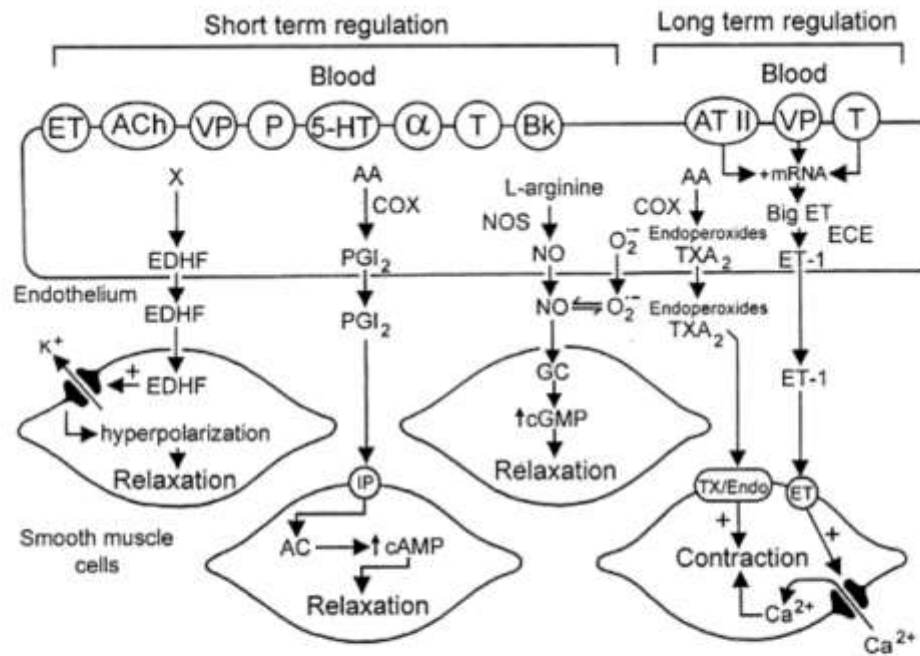 Short term regulation
Long term regulation
Blood
Blood
ET ACh VP P 5-HT α T Bk
AT II VP T
X
AA
COX
L-arginine
NOS
AA
COX
+mRNA
Big ET
ECE
EDHF
PGI2
NO
O2·-
Endoperoxides
TXA2
ET-1
Endothelium
EDHF
PGI2
NO
O2·-
Endoperoxides
TXA2
K+
+
EDHF
GC
ET-1
hyperpolarization
↑cGMP
Relaxation
Relaxation
IP
TX/Endo
ET
Smooth muscle
cells
AC
↑cAMP
+
+
Contraction
Relaxation
Ca2+
Ca2+